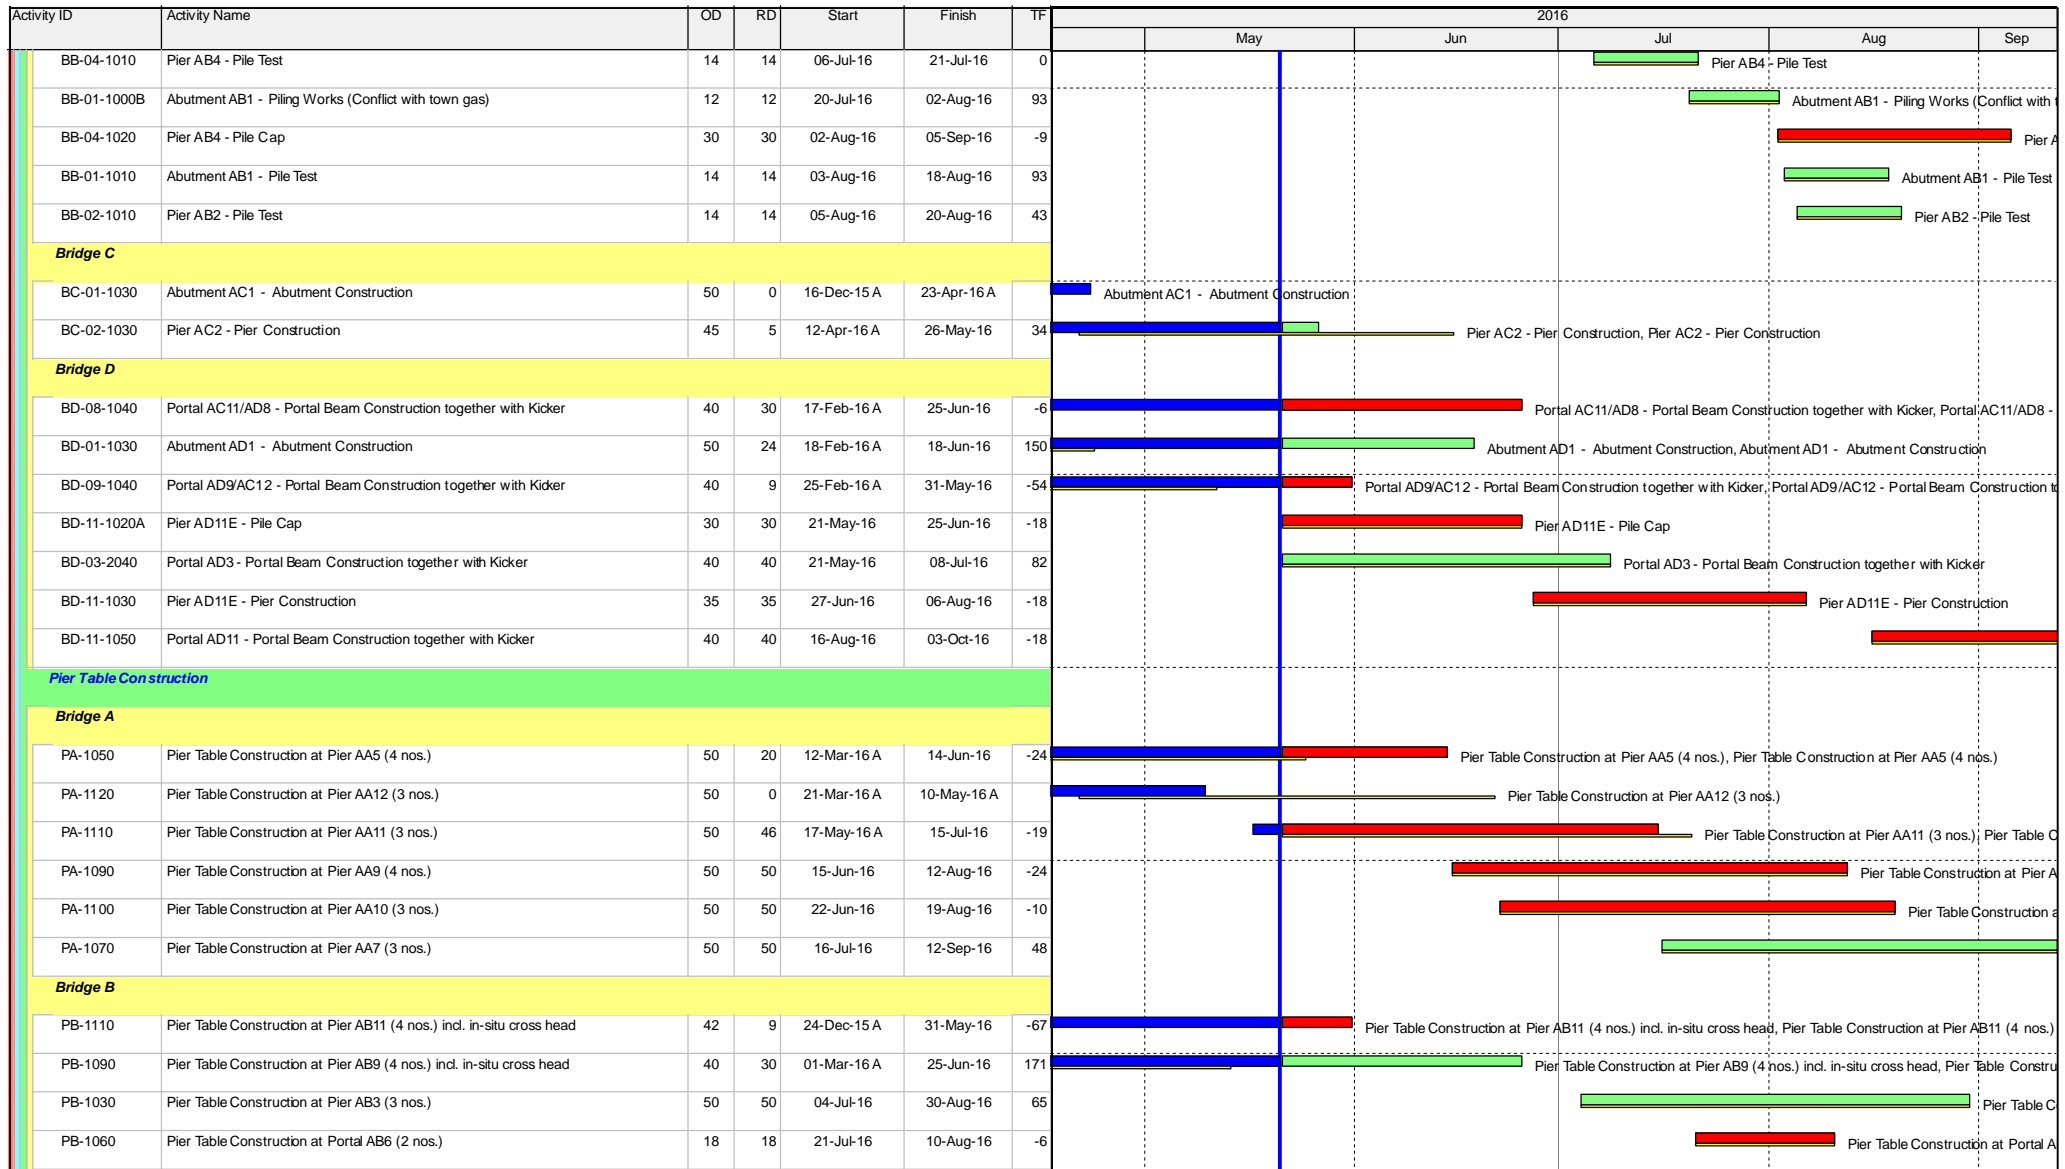 Activity ID Activity Name OD RD Start Finish TF 2016
May Jun Jul Aug Sep
BB-04-1010 Pier AB4 - Pile Test 14 14 06-Jul-16 21-Jul-16 0 Pier AB4 - Pile Test
BB-01-1000B Abutment AB1 - Piling Works (Conflict with town gas) 12 12 20-Jul-16 02-Aug-16 93 Abutment AB1 - Piling Works (Conflict with
BB-04-1020 Pier AB4 - Pile Cap 30 30 02-Aug-16 05-Sep-16 -9 Pier A
BB-01-1010 Abutment AB1 - Pile Test 14 14 03-Aug-16 18-Aug-16 93 Abutment AB1 - Pile Test
BB-02-1010 Pier AB2 - Pile Test 14 14 05-Aug-16 20-Aug-16 43 Pier AB2 - Pile Test
Bridge C
BC-01-1030 Abutment AC1 - Abutment Construction 50 0 16-Dec-15 A 23-Apr-16 A Abutment AC1 - Abutment Construction
BC-02-1030 Pier AC2 - Pier Construction 45 5 12-Apr-16 A 26-May-16 34 Pier AC2 - Pier Construction, Pier AC2 - Pier Construction
Bridge D
BD-08-1040 Portal AC11/AD8 - Portal Beam Construction together with Kicker 40 30 17-Feb-16 A 25-Jun-16 -6 Portal AC11/AD8 - Portal Beam Construction together with Kicker, Portal AC11/AD8 -
BD-01-1030 Abutment AD1 - Abutment Construction 50 24 18-Feb-16 A 18-Jun-16 150 Abutment AD1 - Abutment Construction, Abutment AD1 - Abutment Construction
BD-09-1040 Portal AD9/AC12 - Portal Beam Construction together with Kicker 40 9 25-Feb-16 A 31-May-16 -54 Portal AD9/AC12 - Portal Beam Construction together with Kicker, Portal AD9/AC12 - Portal Beam Construction to
BD-11-1020A Pier AD11E - Pile Cap 30 30 21-May-16 25-Jun-16 -18 Pier AD11E - Pile Cap
BD-03-2040 Portal AD3 - Portal Beam Construction together with Kicker 40 40 21-May-16 08-Jul-16 82 Portal AD3 - Portal Beam Construction together with Kicker
BD-11-1030 Pier AD11E - Pier Construction 35 35 27-Jun-16 06-Aug-16 -18 Pier AD11E - Pier Construction
BD-11-1050 Portal AD11 - Portal Beam Construction together with Kicker 40 40 16-Aug-16 03-Oct-16 -18
Pier Table Construction
Bridge A
PA-1050 Pier Table Construction at Pier AA5 (4 nos.) 50 20 12-Mar-16 A 14-Jun-16 -24 Pier Table Construction at Pier AA5 (4 nos.), Pier Table Construction at Pier AA5 (4 nos.)
PA-1120 Pier Table Construction at Pier AA12 (3 nos.) 50 0 21-Mar-16 A 10-May-16 A Pier Table Construction at Pier AA12 (3 nos.)
PA-1110 Pier Table Construction at Pier AA11 (3 nos.) 50 46 17-May-16 A 15-Jul-16 -19 Pier Table Construction at Pier AA11 (3 nos.), Pier Table C
PA-1090 Pier Table Construction at Pier AA9 (4 nos.) 50 50 15-Jun-16 12-Aug-16 -24 Pier Table Construction at Pier A
PA-1100 Pier Table Construction at Pier AA10 (3 nos.) 50 50 22-Jun-16 19-Aug-16 -10 Pier Table Construction a
PA-1070 Pier Table Construction at Pier AA7 (3 nos.) 50 50 16-Jul-16 12-Sep-16 48
Bridge B
PB-1110 Pier Table Construction at Pier AB11 (4 nos.) incl. in-situ cross head 42 9 24-Dec-15 A 31-May-16 -67 Pier Table Construction at Pier AB11 (4 nos.) incl. in-situ cross head, Pier Table Construction at Pier AB11 (4 nos.)
PB-1090 Pier Table Construction at Pier AB9 (4 nos.) incl. in-situ cross head 40 30 01-Mar-16 A 25-Jun-16 171 Pier Table Construction at Pier AB9 (4 nos.) incl. in-situ cross head, Pier Table Constru
PB-1030 Pier Table Construction at Pier AB3 (3 nos.) 50 50 04-Jul-16 30-Aug-16 65 Pier Table C
PB-1060 Pier Table Construction at Portal AB6 (2 nos.) 18 18 21-Jul-16 10-Aug-16 -6 Pier Table Construction at Portal A